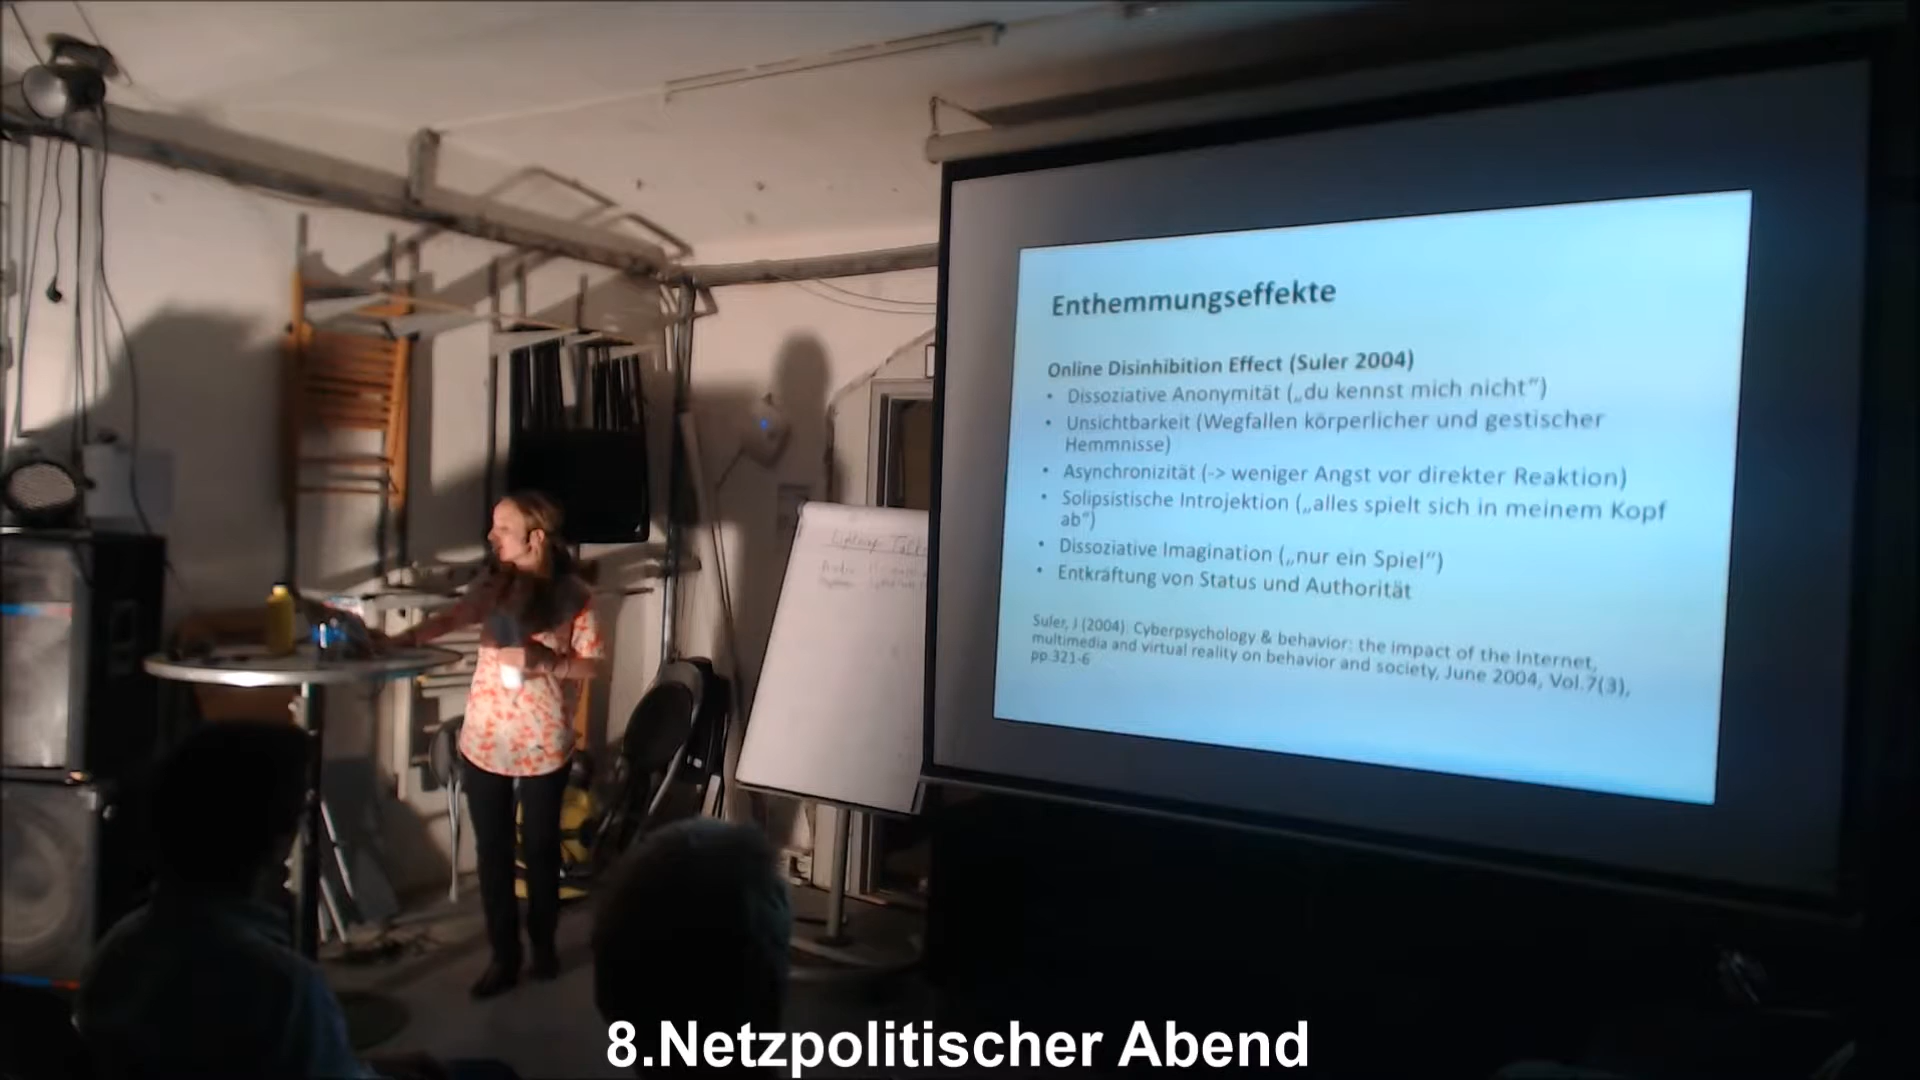 Enthemmungseffekte
Online Disinhibition Effect (Suler 2004)
• Dissoziative Anonymität („du kennst mich nicht“)
• Unsichtbarkeit (Wegfallen körperlicher und gestischer
Hemmnisse)
• Asynchronizität (-> weniger Angst vor direkter Reaktion)
• Solipsistische Introjektion („alles spielt sich in meinem Kopf
ab“)
• Dissoziative Imagination („nur ein Spiel“)
• Entkräftung von Status und Authorität
Suler, J (2004). Cyberpsychology & behavior: the impact of the Internet,
multimedia and virtual reality on behavior and society, June 2004, Vol.7(3),
pp.321-6
Lightning Talks
8.Netzpolitischer Abend